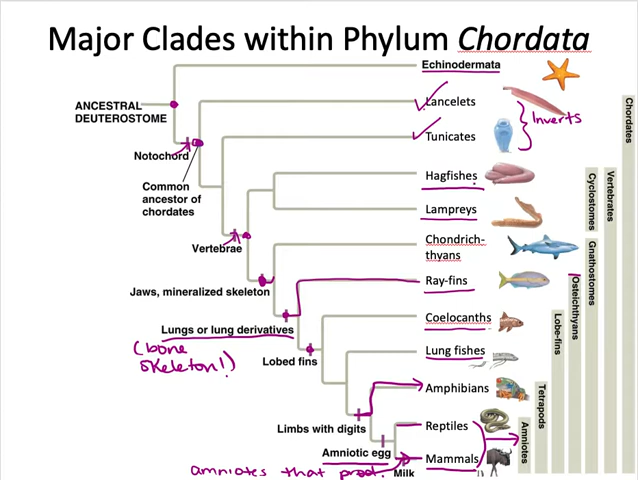 Major Clades within Phylum Chordata
Echinodermata
ANCESTRAL
DEUTEROSTOME
Lancelets
Inverts
Tunicates
Notochord
Common
ancestor of
chordates
Hagfishes
Lampreys
Vertebrae
Chondrich-
thyans
Jaws, mineralized skeleton
Ray-fins
Lungs or lung derivatives
(bone
skeleton!)
Coelocanths
Lobed fins
Lung fishes
Amphibians
Limbs with digits
Reptiles
Amniotic egg
Mammals
amniotes that prod.
Milk
Chordates
Vertebrates
Cyclostomes
Gnathostomes
Osteichthyans
Lobe-fins
Tetrapods
Amniotes